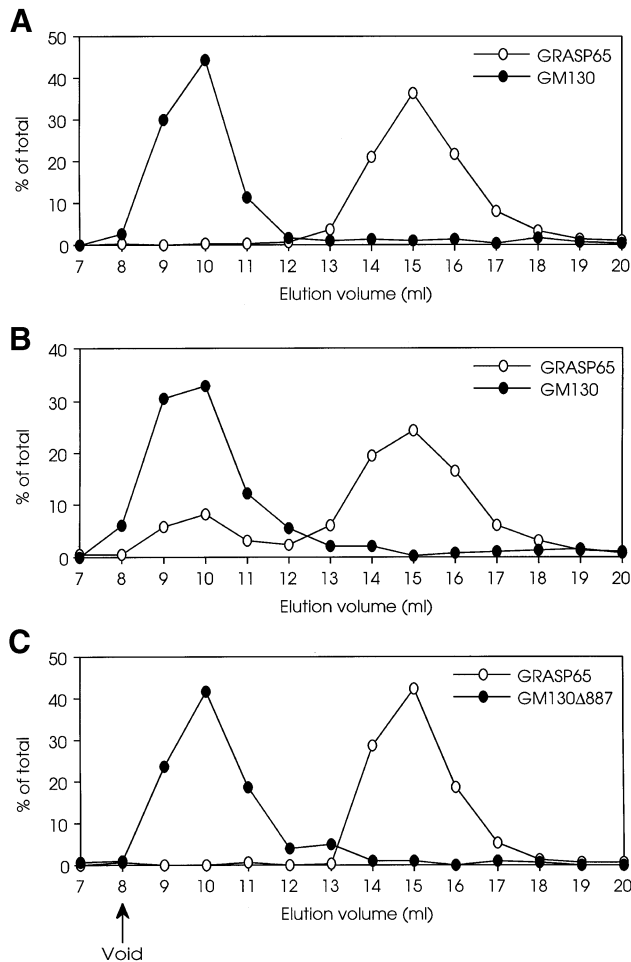 A
50
40
30
20
10
0
% of total
GRASP65
GM130
7 8 9 10 11 12 13 14 15 16 17 18 19 20
Elution volume (ml)
B
40
30
20
10
0
% of total
GRASP65
GM130
7 8 9 10 11 12 13 14 15 16 17 18 19 20
Elution volume (ml)
C
50
40
30
20
10
0
% of total
GRASP65
GM130Δ887
7 8 9 10 11 12 13 14 15 16 17 18 19 20
Elution volume (ml)
Void